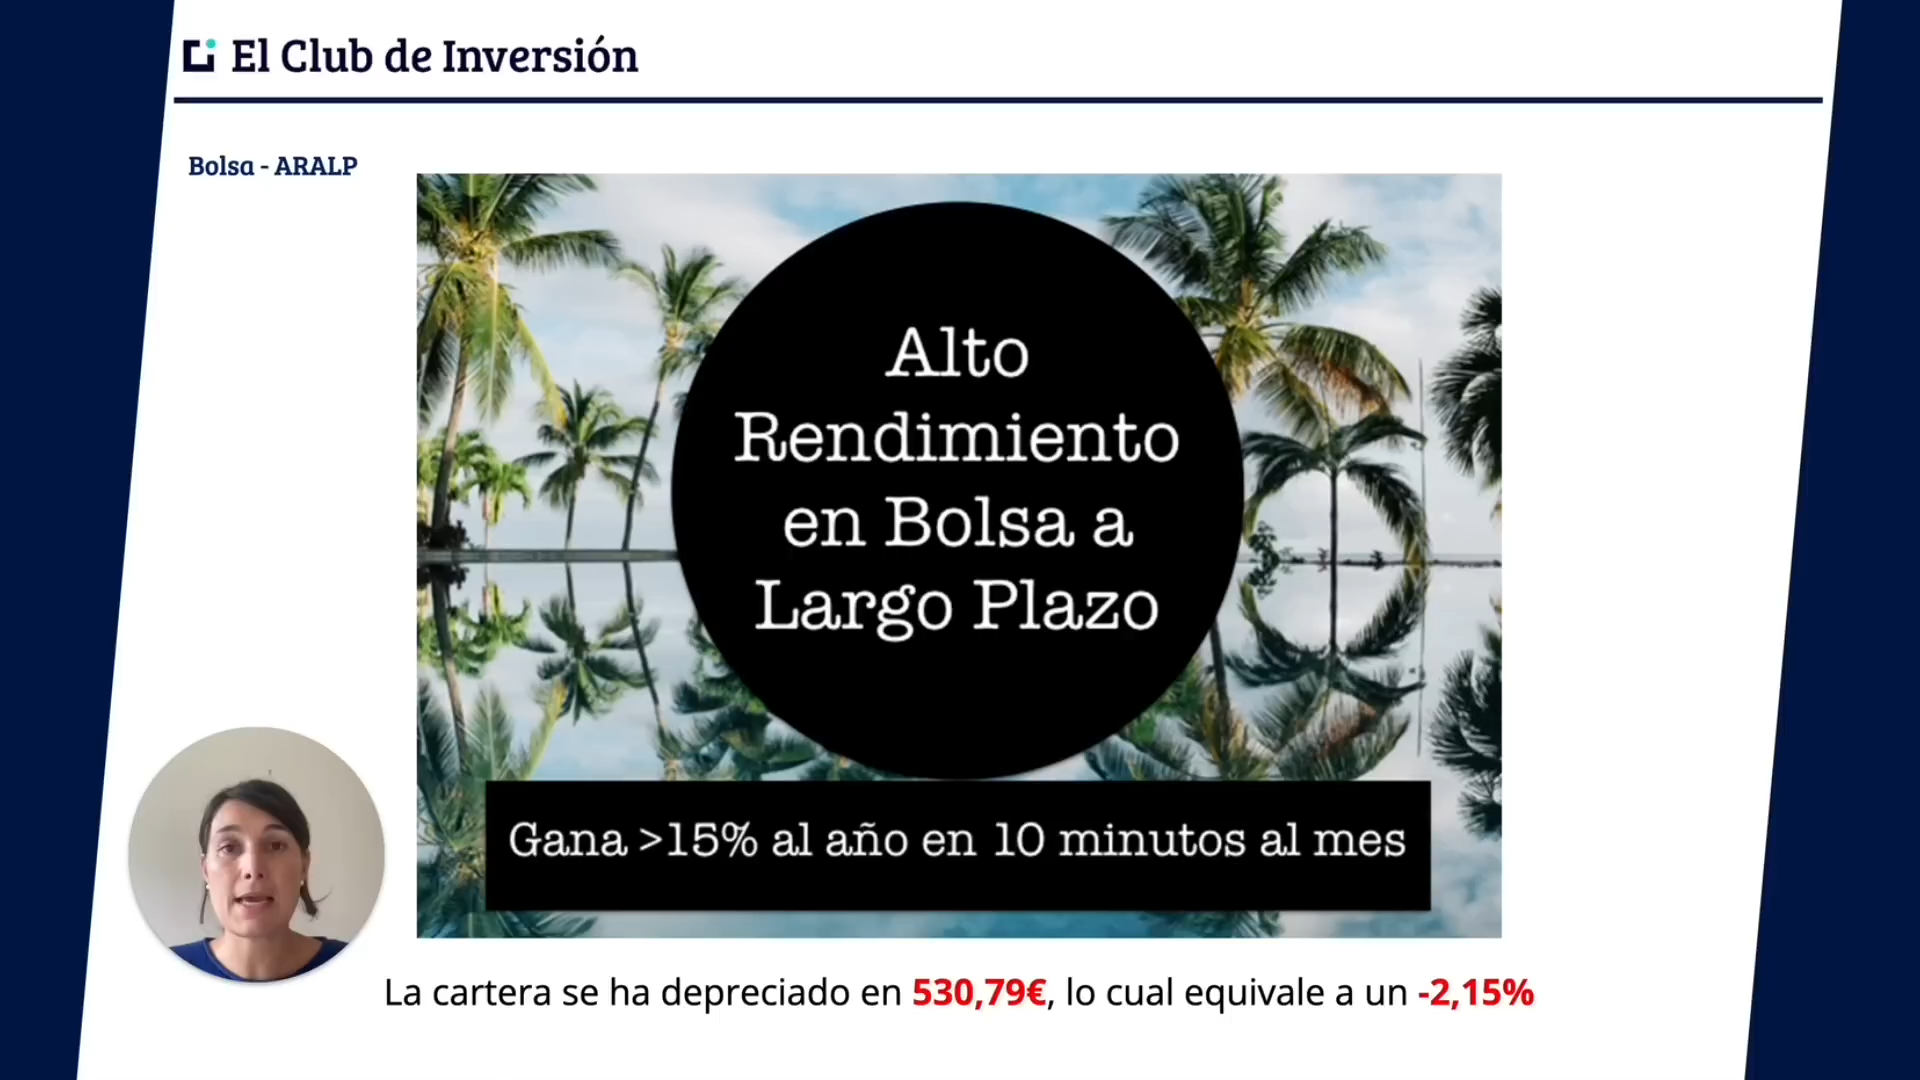 El Club de Inversión
Bolsa - ARALP
Alto
Rendimiento
en Bolsa a
Largo Plazo
Gana >15% al año en 10 minutos al mes
La cartera se ha depreciado en 530,79€, lo cual equivale a un -2,15%